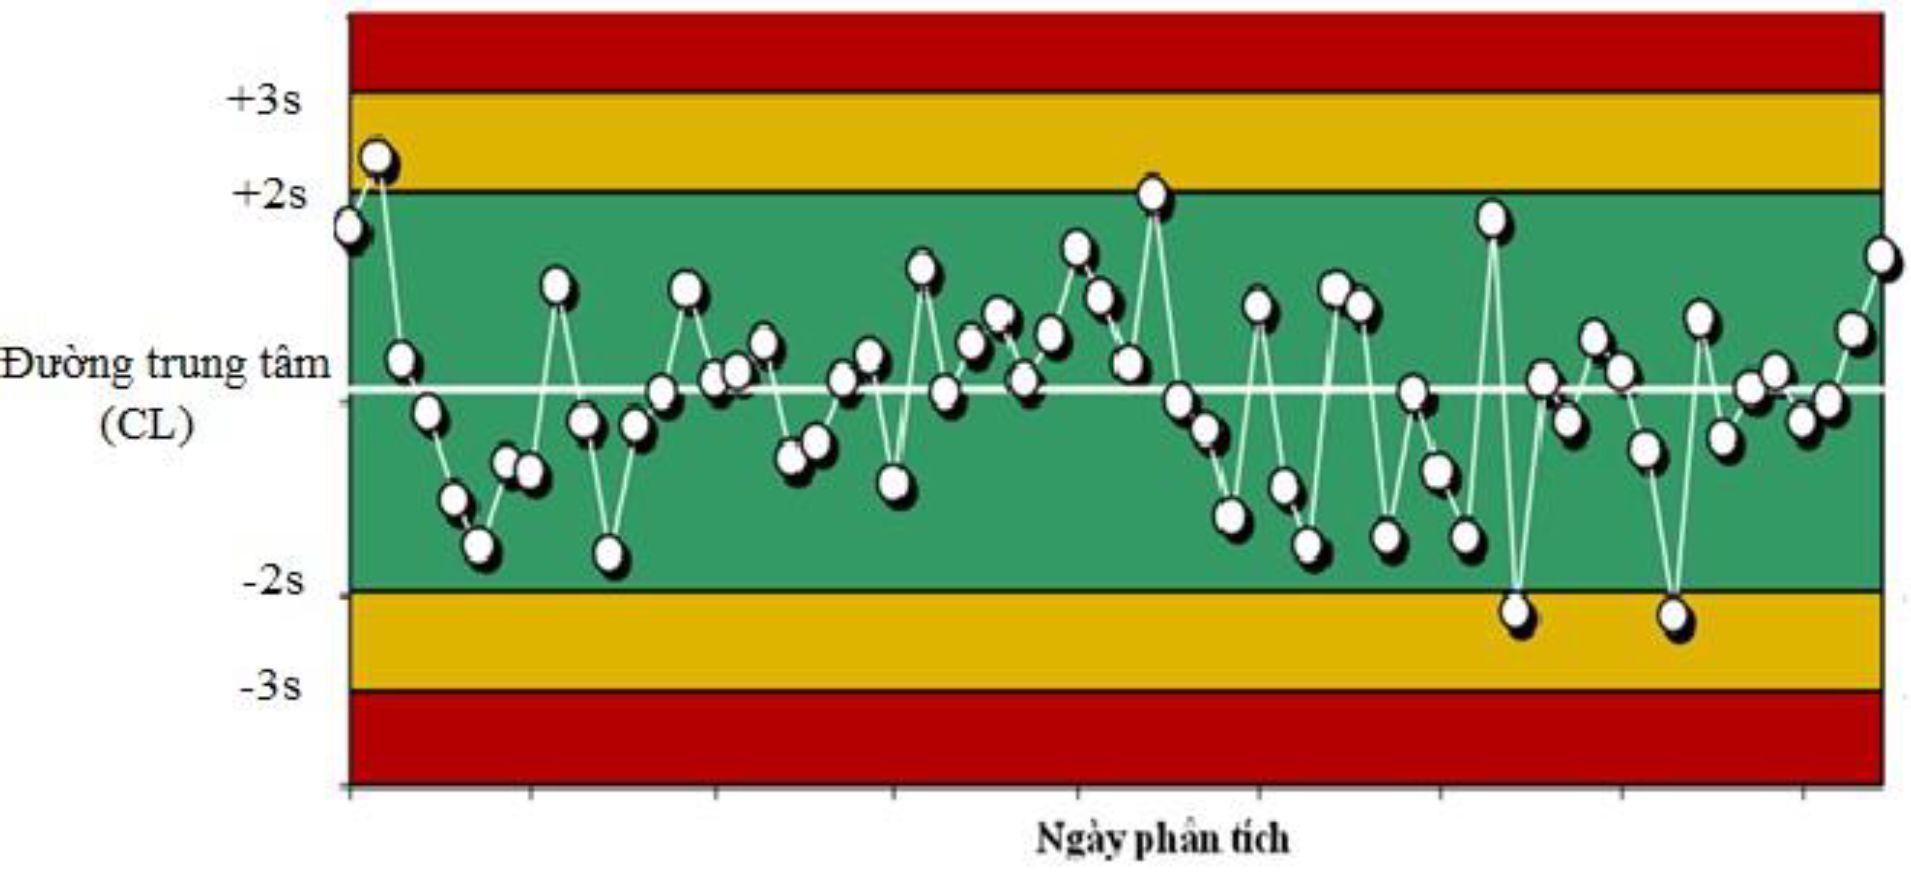 +3s
+2s
Đường trung tâm
(CL)
-2s
-3s
Ngày phân tích